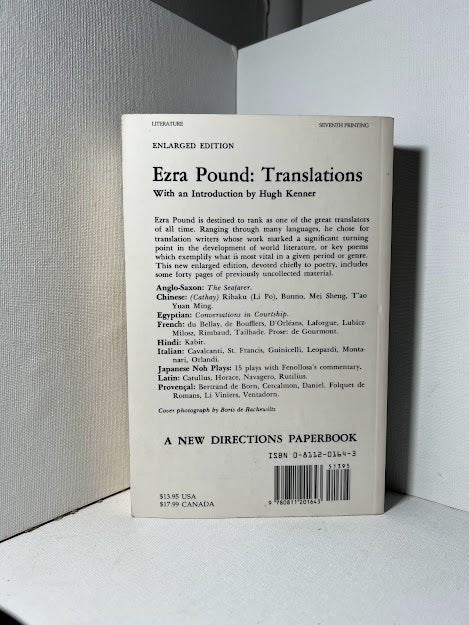 LITERATURE
SEVENTH PRINTING
ENLARGED EDITION
Ezra Pound: Translations
With an Introduction by Hugh Kenner
Ezra Pound is destined to rank as one of the great translators
of all time. Ranging through many languages, he chose for
translation writers whose work marked a significant turning
point in the development of world literature, or key poems
which exemplify what is most vital in a given period or genre.
This new enlarged edition, devoted chiefly to poetry, includes
some forty pages of previously uncollected material.
Anglo-Saxon: The Seafarer.
Chinese: (Cathay) Rihaku (Li Po), Bunno, Mei Sheng, T'ao
Yuan Ming.
Egyptian: Conversations in Courtship.
French: du Bellay, de Boufflers, D'Orléans, Laforgue, Lubicz-
Milosz, Rimbaud, Tailhade. Prose: de Gourmont.
Hindi: Kabir.
Italian: Cavalcanti, St. Francis, Guinicelli, Leopardi, Monta-
nari, Orlandi.
Japanese Noh Plays: 15 plays with Fenollosa's commentary.
Latin: Catullus, Horace, Navagero, Rutilius.
Provençal: Bertrand de Born, Cercalmon, Daniel, Folquet de
Romans, Li Viniers, Ventadorn.
Cover photograph by Boris de Rachewiltz
A NEW DIRECTIONS PAPERBOOK
ISBN 0-8112-0164-3
51395
9 780811 201643
$13.95 USA
$17.99 CANADA